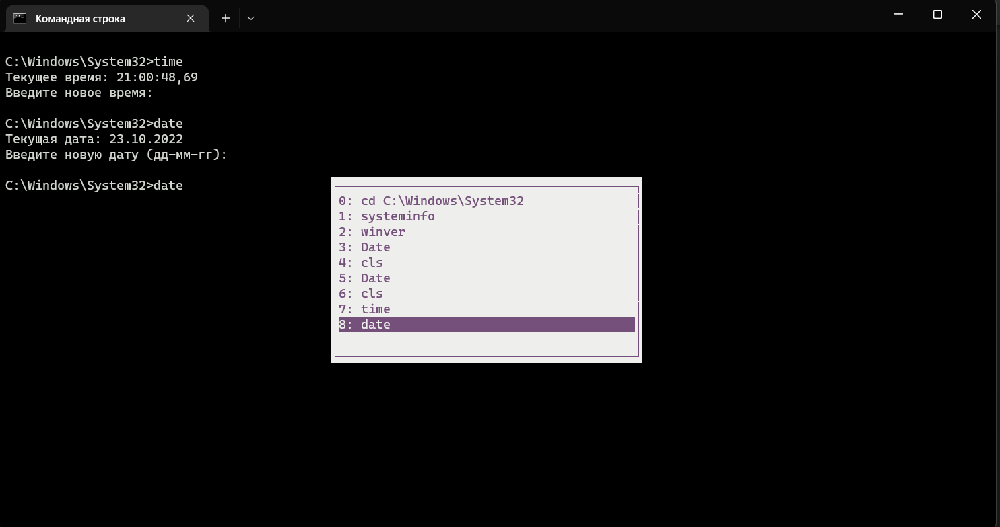 Командная строка
C:\Windows\System32>time
Текущее время: 21:00:48,69
Введите новое время:
C:\Windows\System32>date
Текущая дата: 23.10.2022
Введите новую дату (дд-мм-гг):
C:\Windows\System32>date
0: cd C:\Windows\System32
1: systeminfo
2: winver
3: Date
4: cls
5: Date
6: cls
7: time
8: date